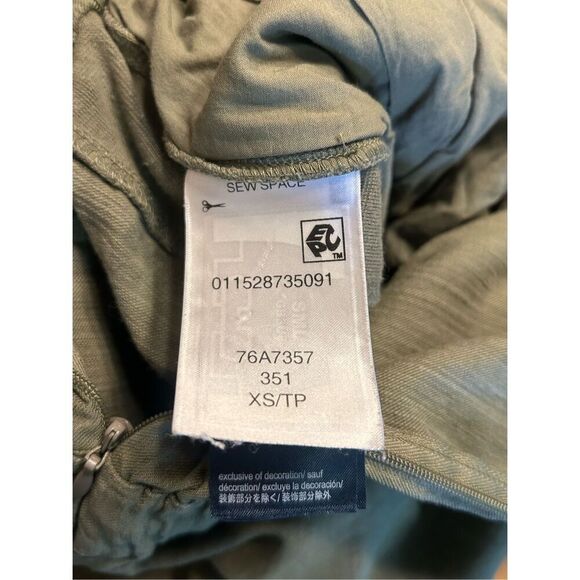 SEW SPACE
EPC™
011528735091
76A7357
351
XS/TP
exclusive of decoration/ sauf
décoration/ excluye la decoración/
装飾部分を除く/ 装饰部分除外